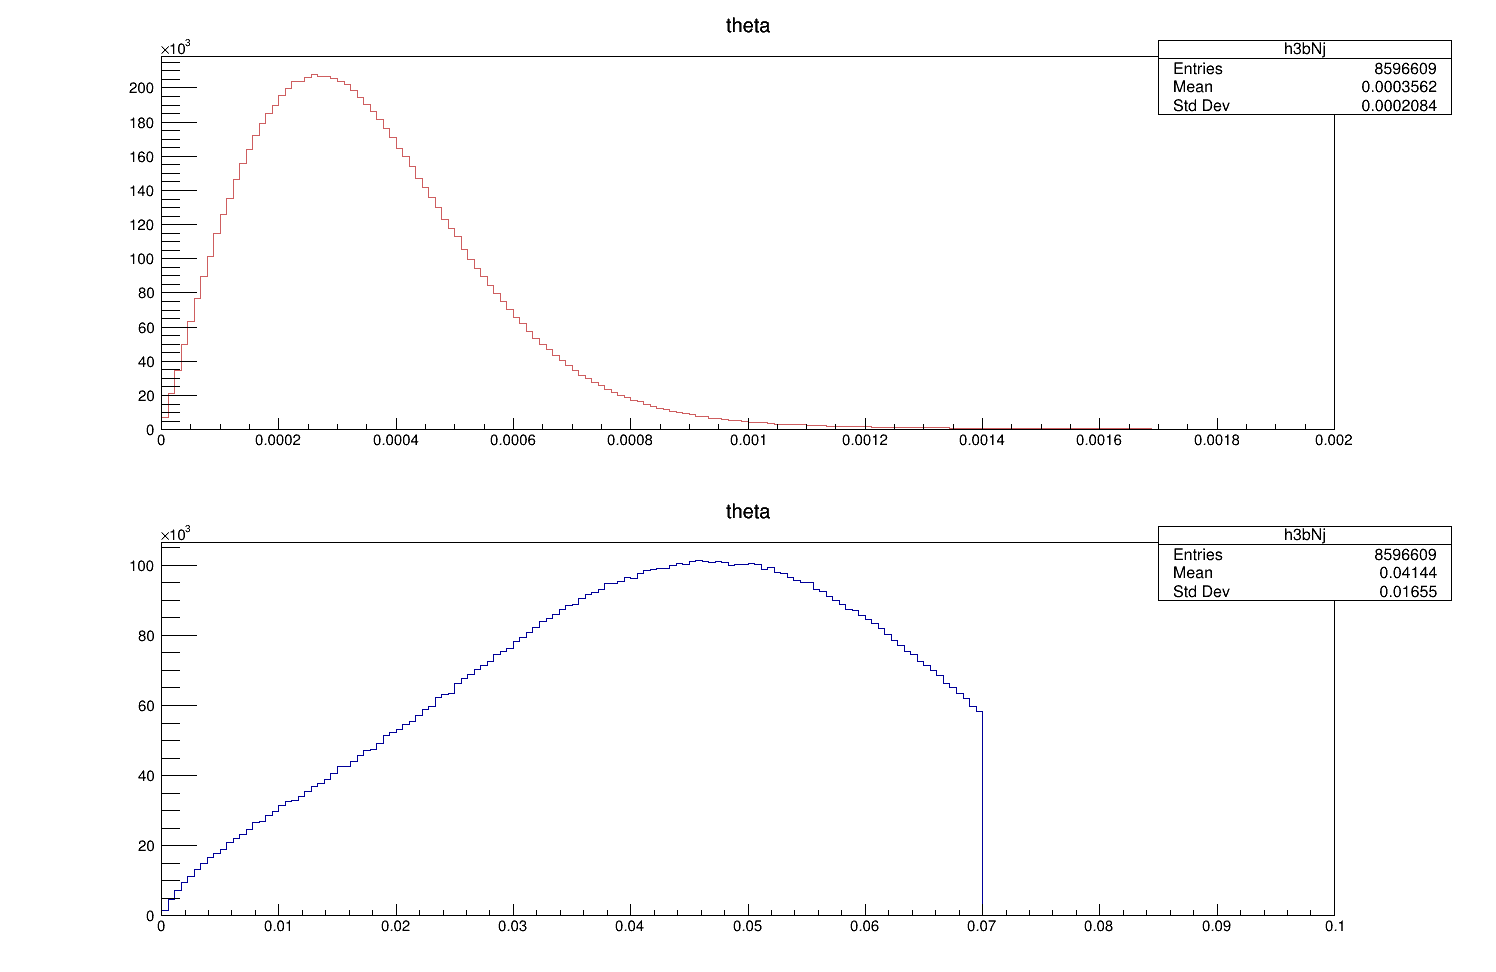 theta
×10³
h3bNj
Entries 8596609
Mean 0.0003562
Std Dev 0.0002084
200
180
160
140
120
100
80
60
40
20
0
0 0.0002 0.0004 0.0006 0.0008 0.001 0.0012 0.0014 0.0016 0.0018 0.002
theta
×10³
h3bNj
Entries 8596609
Mean 0.04144
Std Dev 0.01655
100
80
60
40
20
0
0 0.01 0.02 0.03 0.04 0.05 0.06 0.07 0.08 0.09 0.1